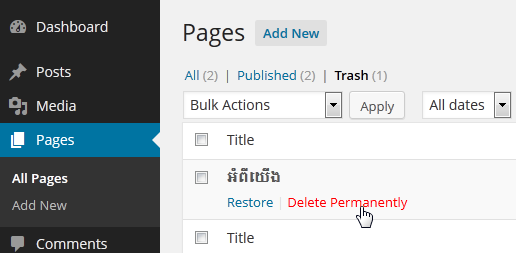 Dashboard
Posts
Media
Pages
All Pages
Add New
Comments
Pages Add New
All (2) | Published (2) | Trash (1)
Bulk Actions Apply All dates
Title
អំពីយើង
Restore | Delete Permanently
Title